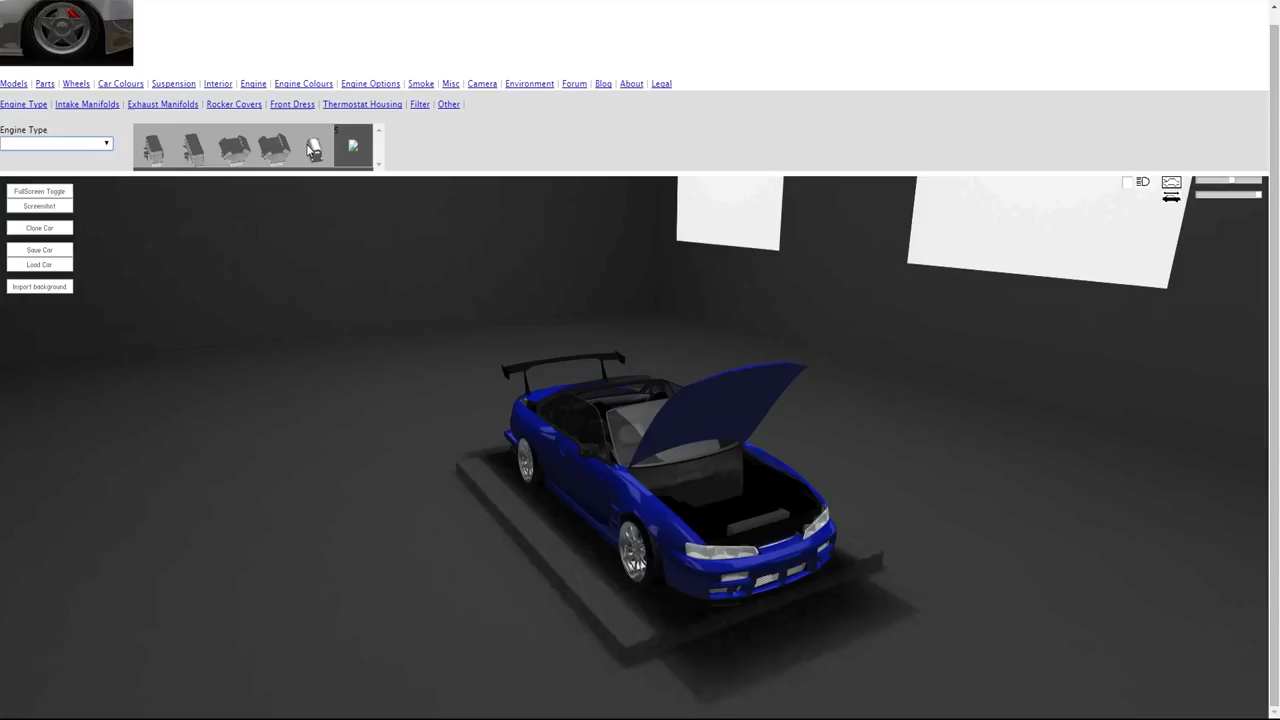 Models | Parts | Wheels | Car Colours | Suspension | Interior | Engine | Engine Colours | Engine Options | Smoke | Misc | Camera | Environment | Forum | Blog | About | Legal
Engine Type | Intake Manifolds | Exhaust Manifolds | Rocker Covers | Front Dress | Thermostat Housing | Filter | Other |
Engine Type
5
FullScreen Toggle
Screenshot
Clone Car
Save Car
Load Car
Import background